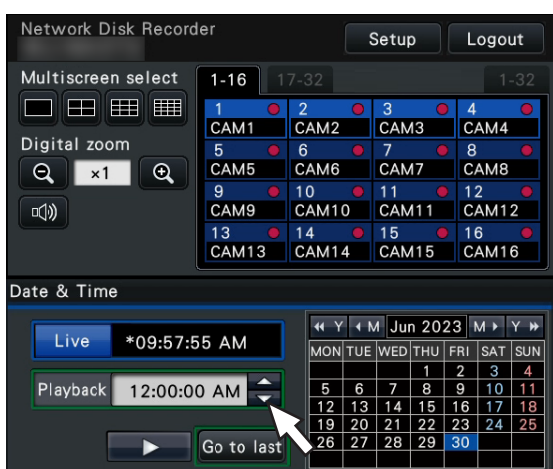 Network Disk Recorder
Setup Logout
Multiscreen select
1-16 17-32 1-32
1 2 3 4
CAM1 CAM2 CAM3 CAM4
Digital zoom
5 6 7 8
×1
CAM5 CAM6 CAM7 CAM8
9 10 11 12
CAM9 CAM10 CAM11 CAM12
13 14 15 16
CAM13 CAM14 CAM15 CAM16
Date & Time
Live *09:57:55 AM
Playback 12:00:00 AM
Go to last
Y M Jun 2023 M Y
MON TUE WED THU FRI SAT SUN
1 2 3 4
5 6 7 8 9 10 11
12 13 14 15 16 17 18
19 20 21 22 23 24 25
26 27 28 29 30